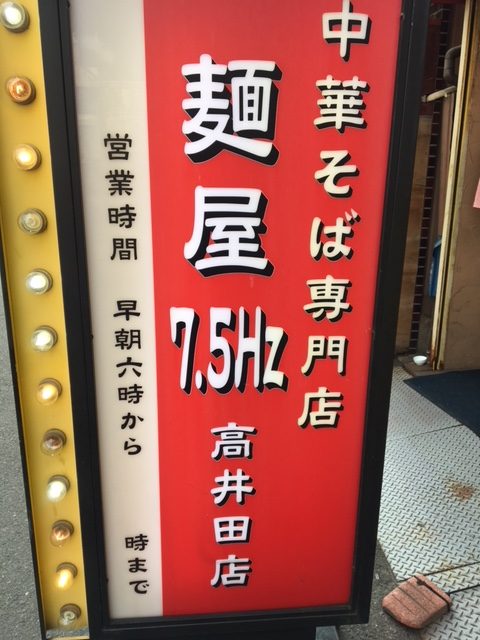 中華そば専門店
麺屋
7.5Hz
高井田店
営業時間 早朝六時から 時まで